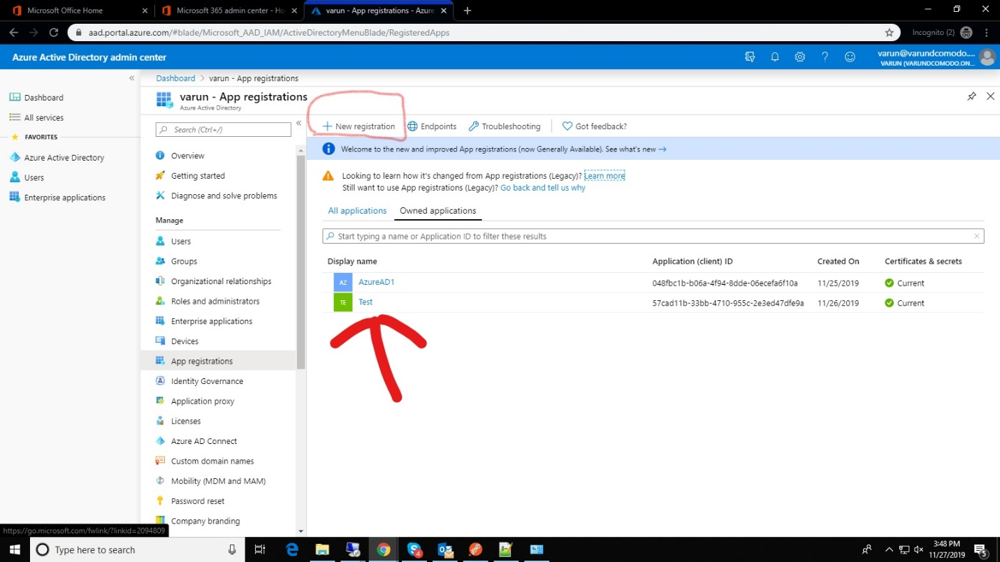 Microsoft Office Home
Microsoft 365 admin center - Ho
varun - App registrations - Azure
aad.portal.azure.com/#blade/Microsoft_AAD_IAM/ActiveDirectoryMenuBlade/RegisteredApps
Incognito (2)
Azure Active Directory admin center
varun@varundcomodo....
VARUN (VARUNDCOMODO.ON...
Dashboard
All services
FAVORITES
Azure Active Directory
Users
Enterprise applications
Dashboard > varun - App registrations
varun - App registrations
Azure Active Directory
Search (Ctrl+/)
Overview
Getting started
Diagnose and solve problems
Manage
Users
Groups
Organizational relationships
Roles and administrators
Enterprise applications
Devices
App registrations
Identity Governance
Application proxy
Licenses
Azure AD Connect
Custom domain names
Mobility (MDM and MAM)
Password reset
Company branding
New registration Endpoints Troubleshooting Got feedback?
Welcome to the new and improved App registrations (now Generally Available). See what's new →
Looking to learn how it's changed from App registrations (Legacy)? Learn more
Still want to use App registrations (Legacy)? Go back and tell us why
All applications Owned applications
Start typing a name or Application ID to filter these results
Display name Application (client) ID Created On Certificates & secrets
AZ AzureAD1 048fbc1b-b06a-4f94-8dde-06ecefa6f10a 11/25/2019 Current
TE Test 57cad11b-33bb-4710-955c-2e3ed47dfe9a 11/26/2019 Current
https://go.microsoft.com/fwlink/?linkid=2094809
Type here to search
4
3:48 PM
11/27/2019
5